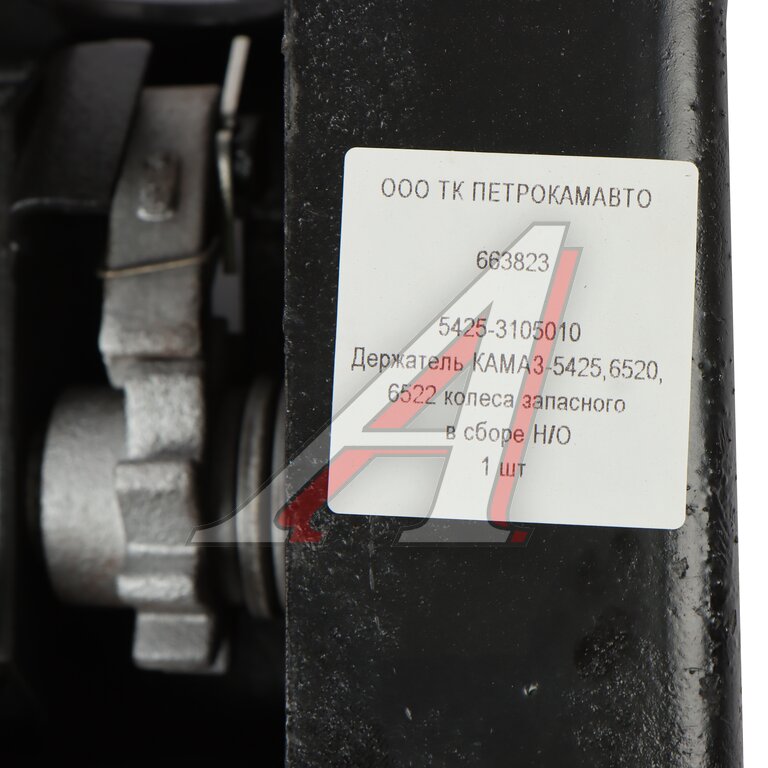 ООО ТК ПЕТРОКАМАВТО
663823
5425-3105010
Держатель КАМАЗ-5425,6520,
6522 колеса запасного
в сборе Н/О
1 шт